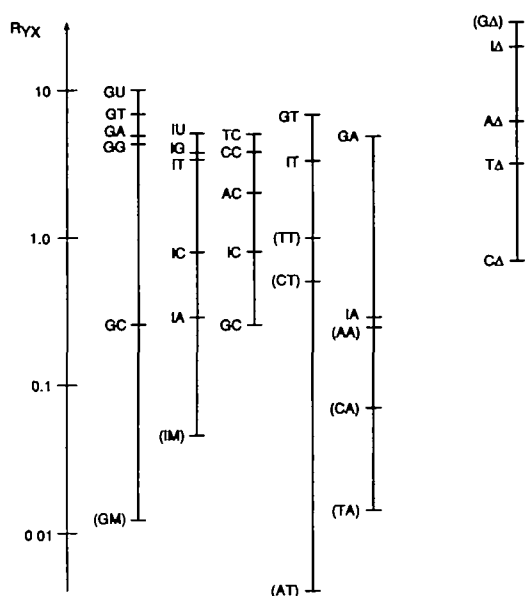 RYX
10
1.0
0.1
0 01
GU
GT
GA
GG
GC
(GM)
IU
IG
IT
IC
IA
(IM)
TC
CC
AC
IC
GC
GT
IT
(TT)
(CT)
(AT)
GA
IA
(AA)
(CA)
(TA)
(GΔ)
IΔ
AΔ
TΔ
CΔ